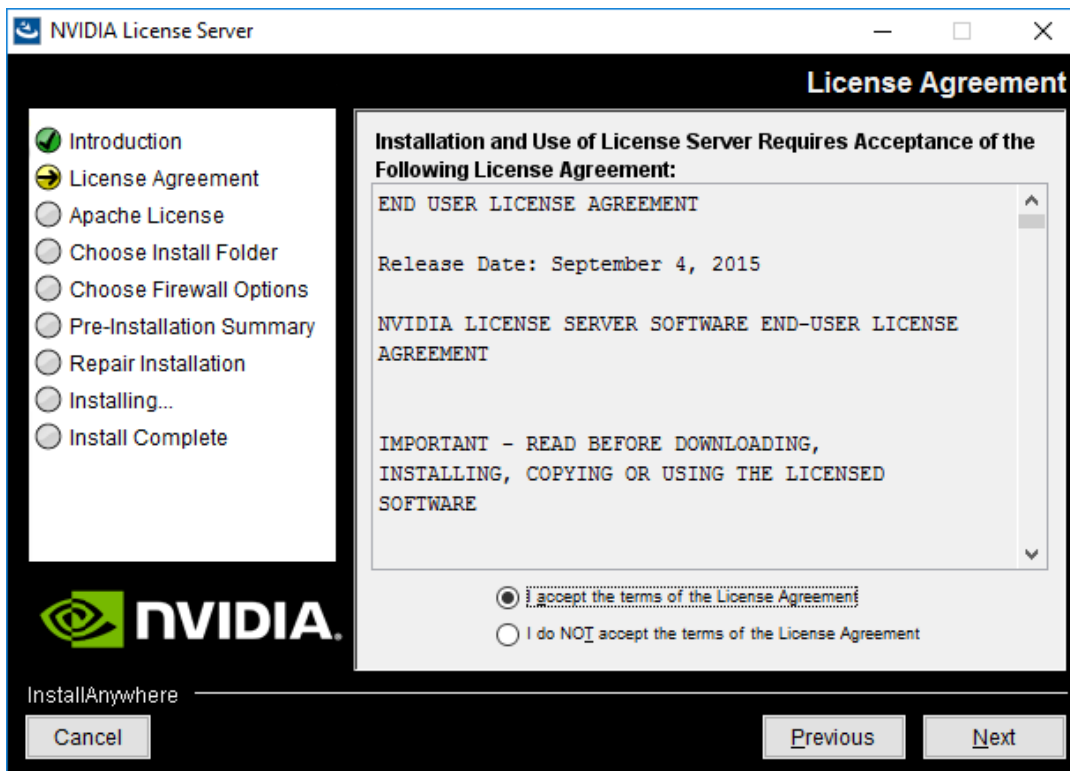 NVIDIA License Server
License Agreement
Introduction
License Agreement
Apache License
Choose Install Folder
Choose Firewall Options
Pre-Installation Summary
Repair Installation
Installing...
Install Complete
Installation and Use of License Server Requires Acceptance of the
Following License Agreement:
END USER LICENSE AGREEMENT
Release Date: September 4, 2015
NVIDIA LICENSE SERVER SOFTWARE END-USER LICENSE
AGREEMENT
IMPORTANT – READ BEFORE DOWNLOADING,
INSTALLING, COPYING OR USING THE LICENSED
SOFTWARE
I accept the terms of the License Agreement
I do NOT accept the terms of the License Agreement
NVIDIA.
InstallAnywhere
Cancel
Previous
Next